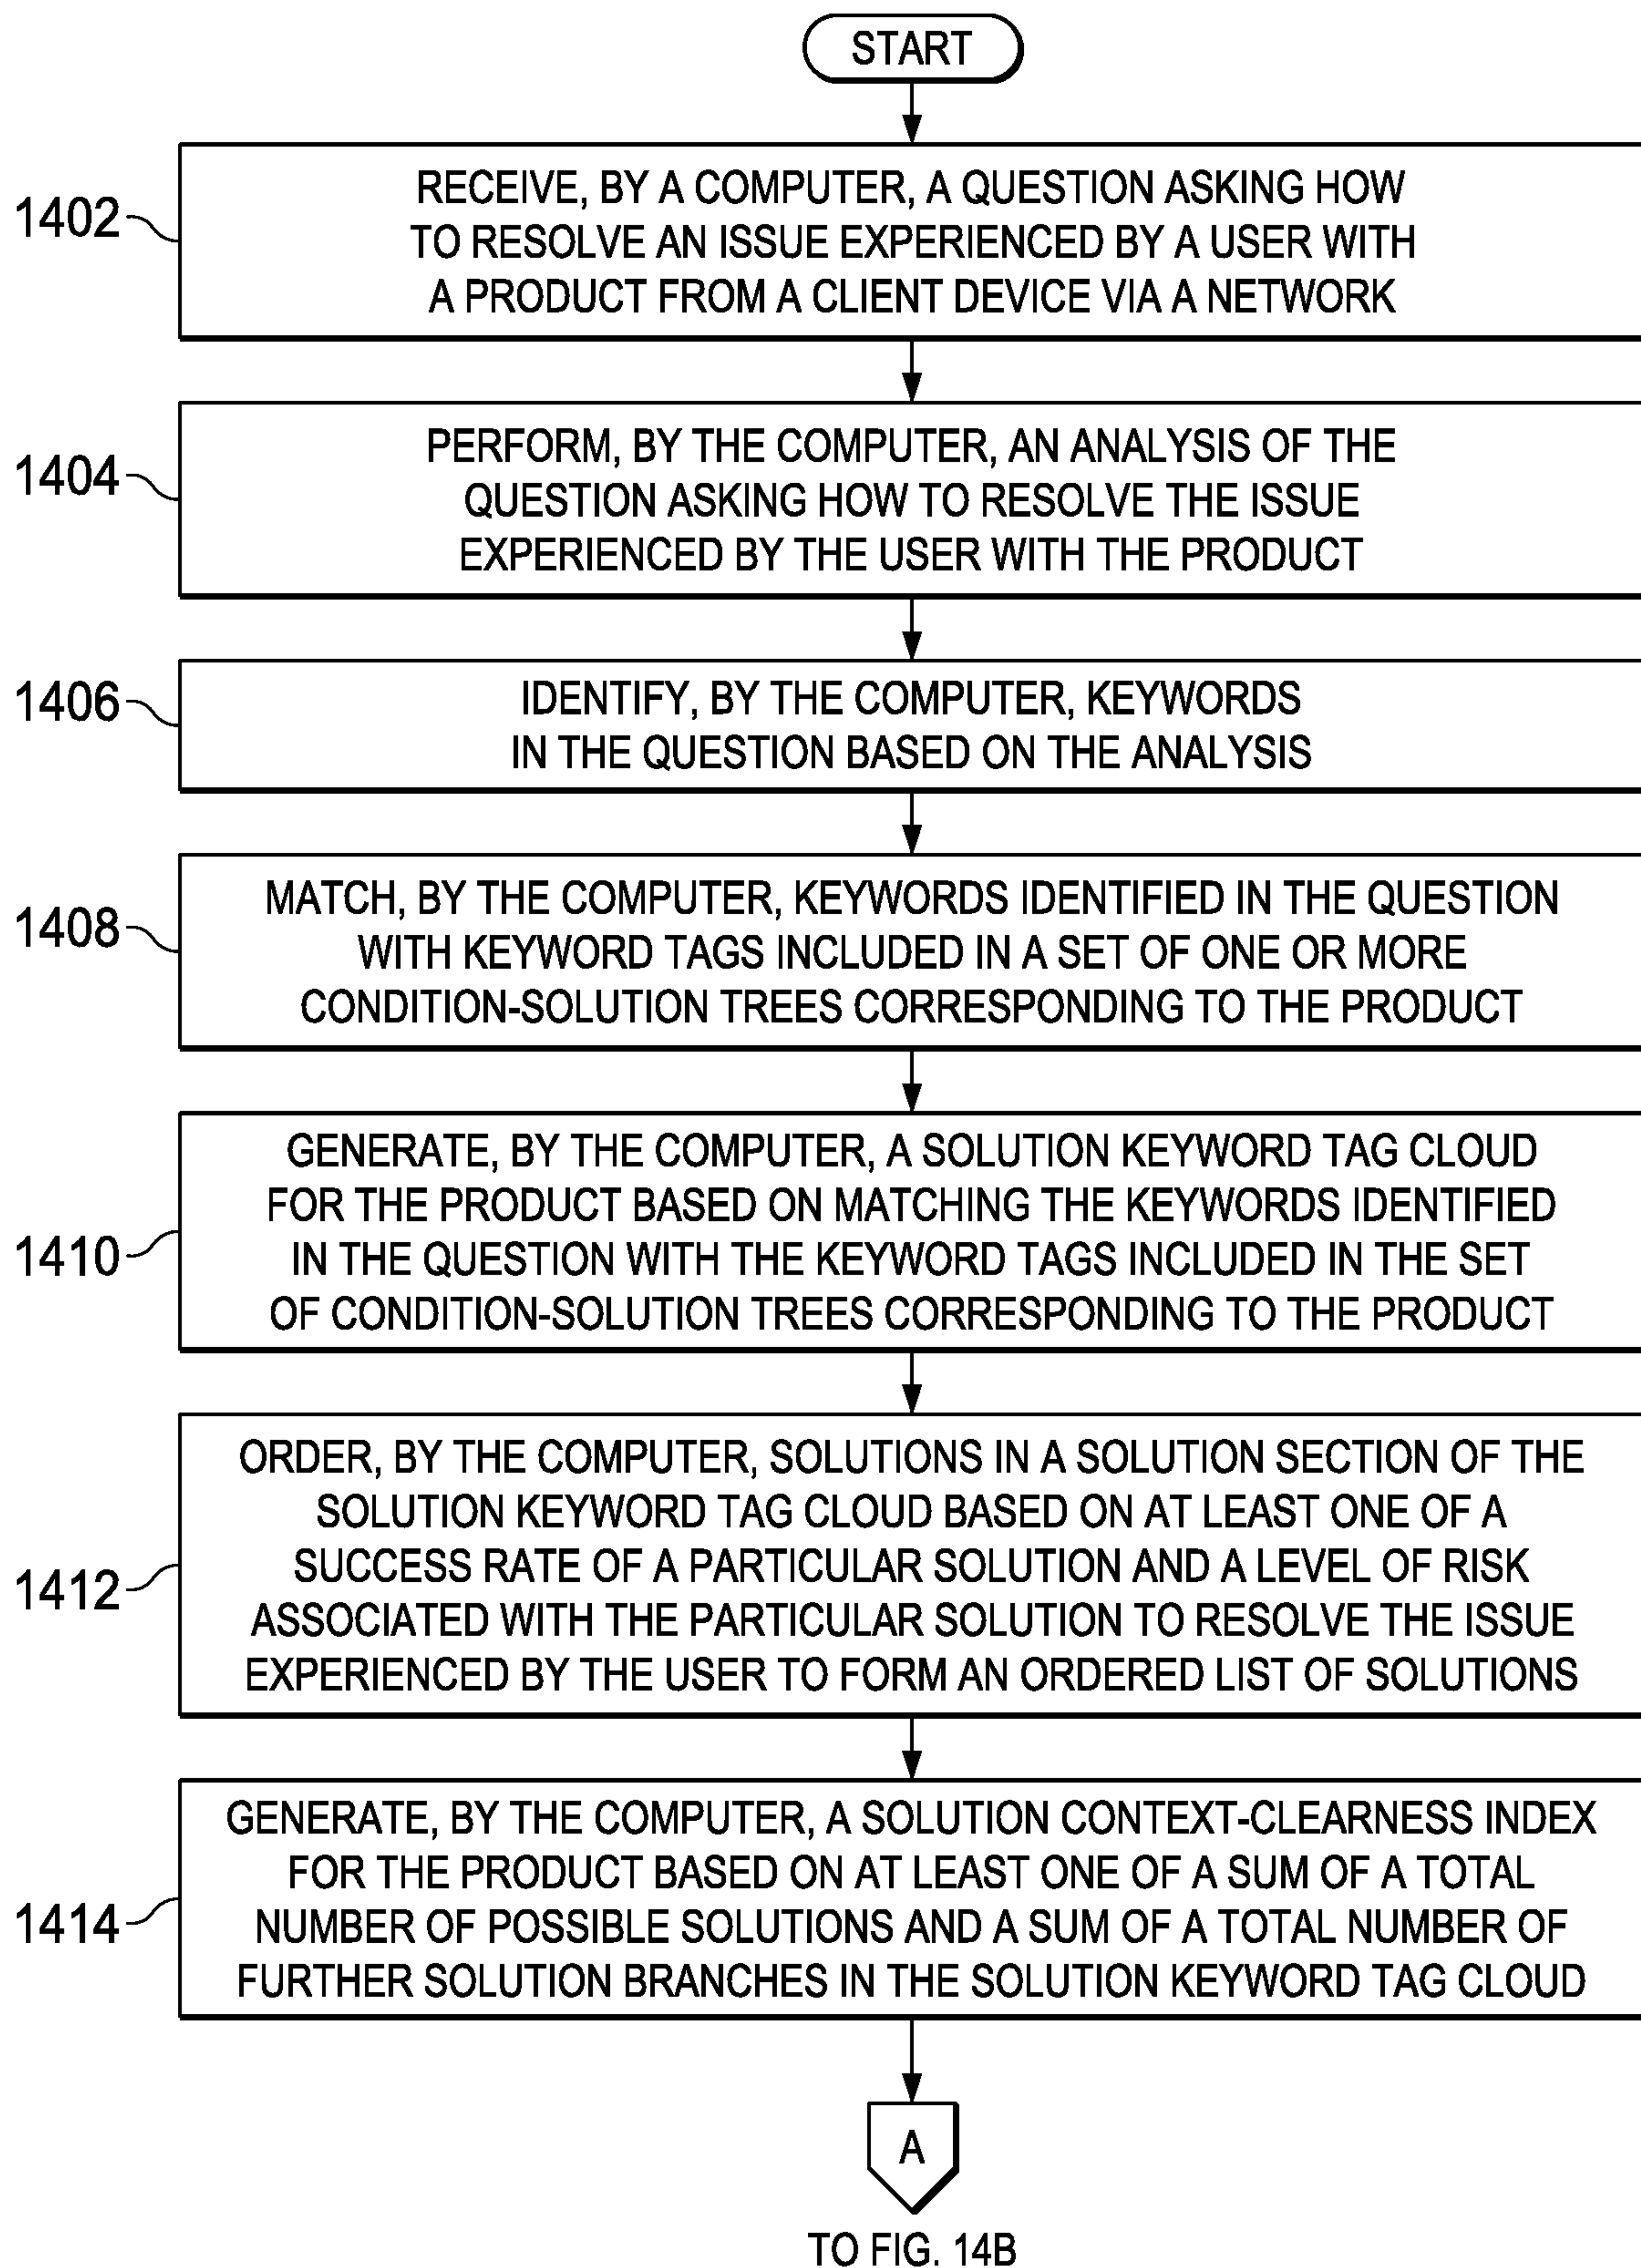 START
1402
RECEIVE, BY A COMPUTER, A QUESTION ASKING HOW
TO RESOLVE AN ISSUE EXPERIENCED BY A USER WITH
A PRODUCT FROM A CLIENT DEVICE VIA A NETWORK
1404
PERFORM, BY THE COMPUTER, AN ANALYSIS OF THE
QUESTION ASKING HOW TO RESOLVE THE ISSUE
EXPERIENCED BY THE USER WITH THE PRODUCT
1406
IDENTIFY, BY THE COMPUTER, KEYWORDS
IN THE QUESTION BASED ON THE ANALYSIS
1408
MATCH, BY THE COMPUTER, KEYWORDS IDENTIFIED IN THE QUESTION
WITH KEYWORD TAGS INCLUDED IN A SET OF ONE OR MORE
CONDITION-SOLUTION TREES CORRESPONDING TO THE PRODUCT
1410
GENERATE, BY THE COMPUTER, A SOLUTION KEYWORD TAG CLOUD
FOR THE PRODUCT BASED ON MATCHING THE KEYWORDS IDENTIFIED
IN THE QUESTION WITH THE KEYWORD TAGS INCLUDED IN THE SET
OF CONDITION-SOLUTION TREES CORRESPONDING TO THE PRODUCT
1412
ORDER, BY THE COMPUTER, SOLUTIONS IN A SOLUTION SECTION OF THE
SOLUTION KEYWORD TAG CLOUD BASED ON AT LEAST ONE OF A
SUCCESS RATE OF A PARTICULAR SOLUTION AND A LEVEL OF RISK
ASSOCIATED WITH THE PARTICULAR SOLUTION TO RESOLVE THE ISSUE
EXPERIENCED BY THE USER TO FORM AN ORDERED LIST OF SOLUTIONS
1414
GENERATE, BY THE COMPUTER, A SOLUTION CONTEXT-CLEARNESS INDEX
FOR THE PRODUCT BASED ON AT LEAST ONE OF A SUM OF A TOTAL
NUMBER OF POSSIBLE SOLUTIONS AND A SUM OF A TOTAL NUMBER OF
FURTHER SOLUTION BRANCHES IN THE SOLUTION KEYWORD TAG CLOUD
A
TO FIG. 14B